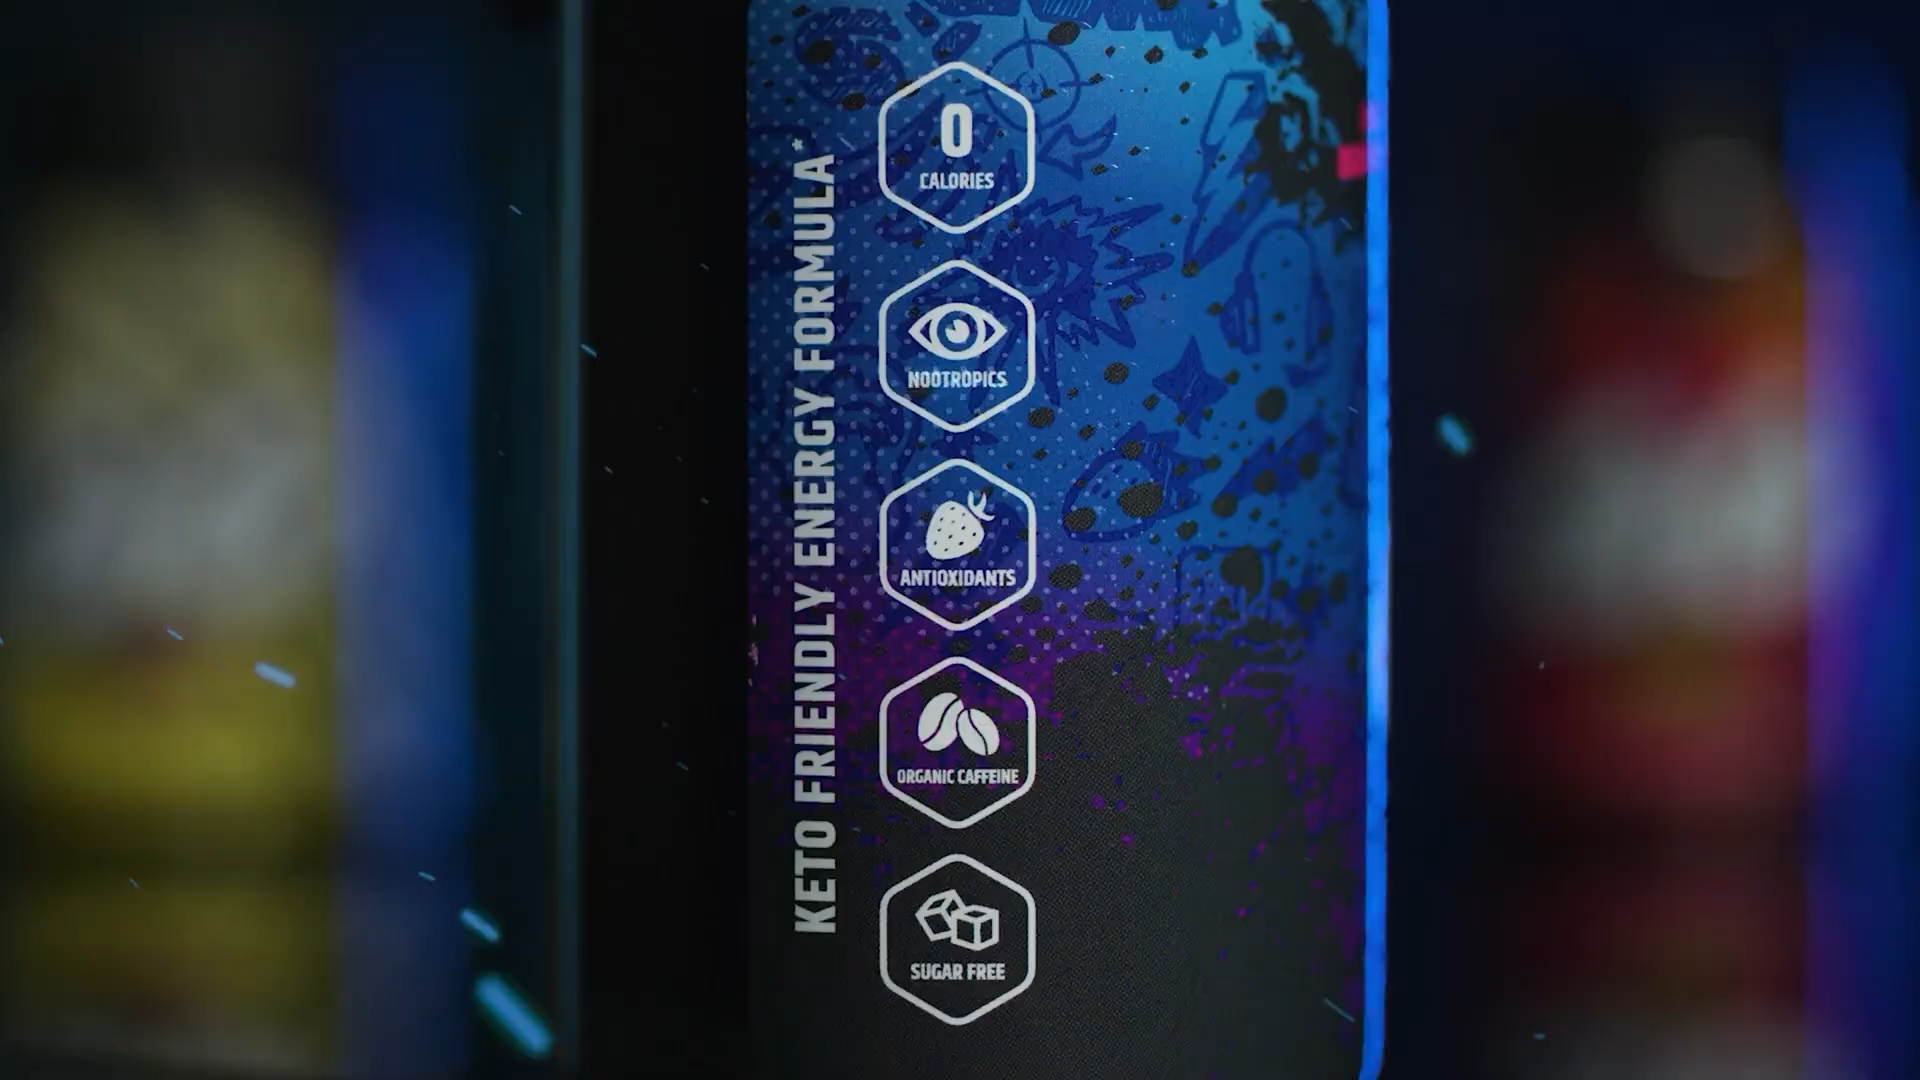 KETO FRIENDLY ENERGY FORMULA*
0
CALORIES
NOOTROPICS
ANTIOXIDANTS
ORGANIC CAFFEINE
SUGAR FREE